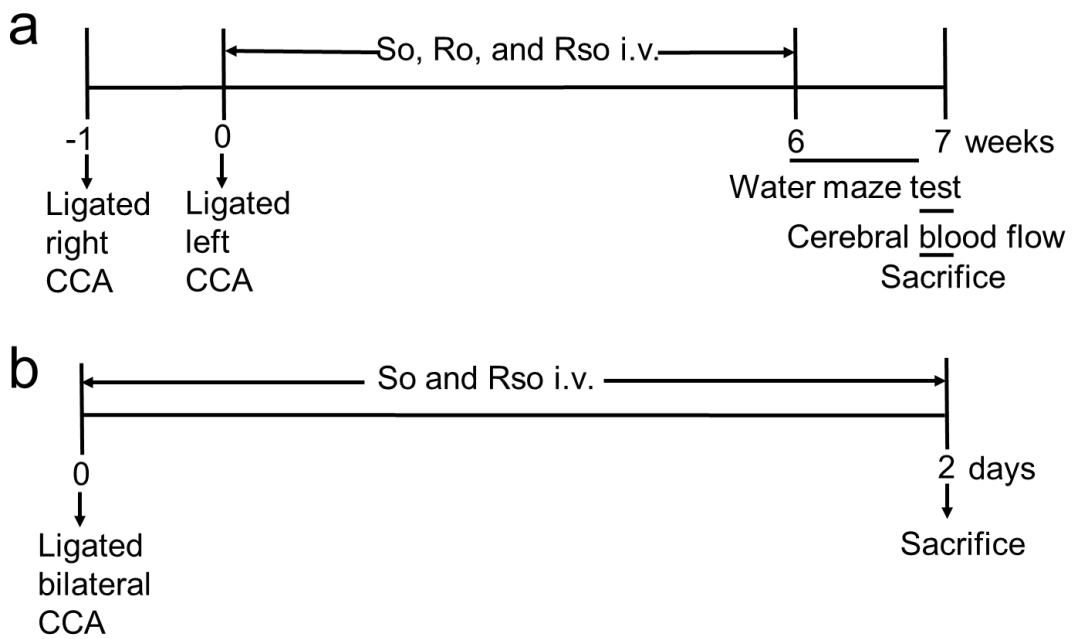 a
So, Ro, and Rso i.v.
-1 0 6 7 weeks
Ligated right CCA
Ligated left CCA
Water maze test
Cerebral blood flow
Sacrifice
b
So and Rso i.v.
0 2 days
Ligated bilateral CCA
Sacrifice